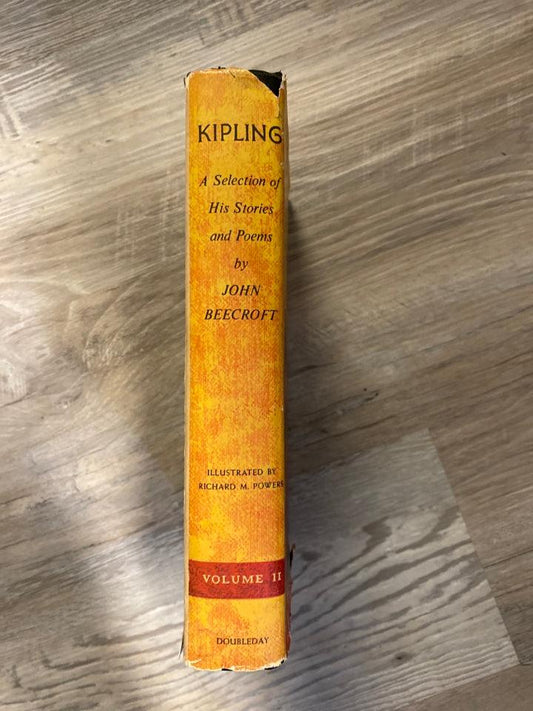 KIPLING
A Selection of
His Stories
and Poems
by
JOHN
BEECROFT
ILLUSTRATED BY
RICHARD M. POWERS
VOLUME II
DOUBLEDAY